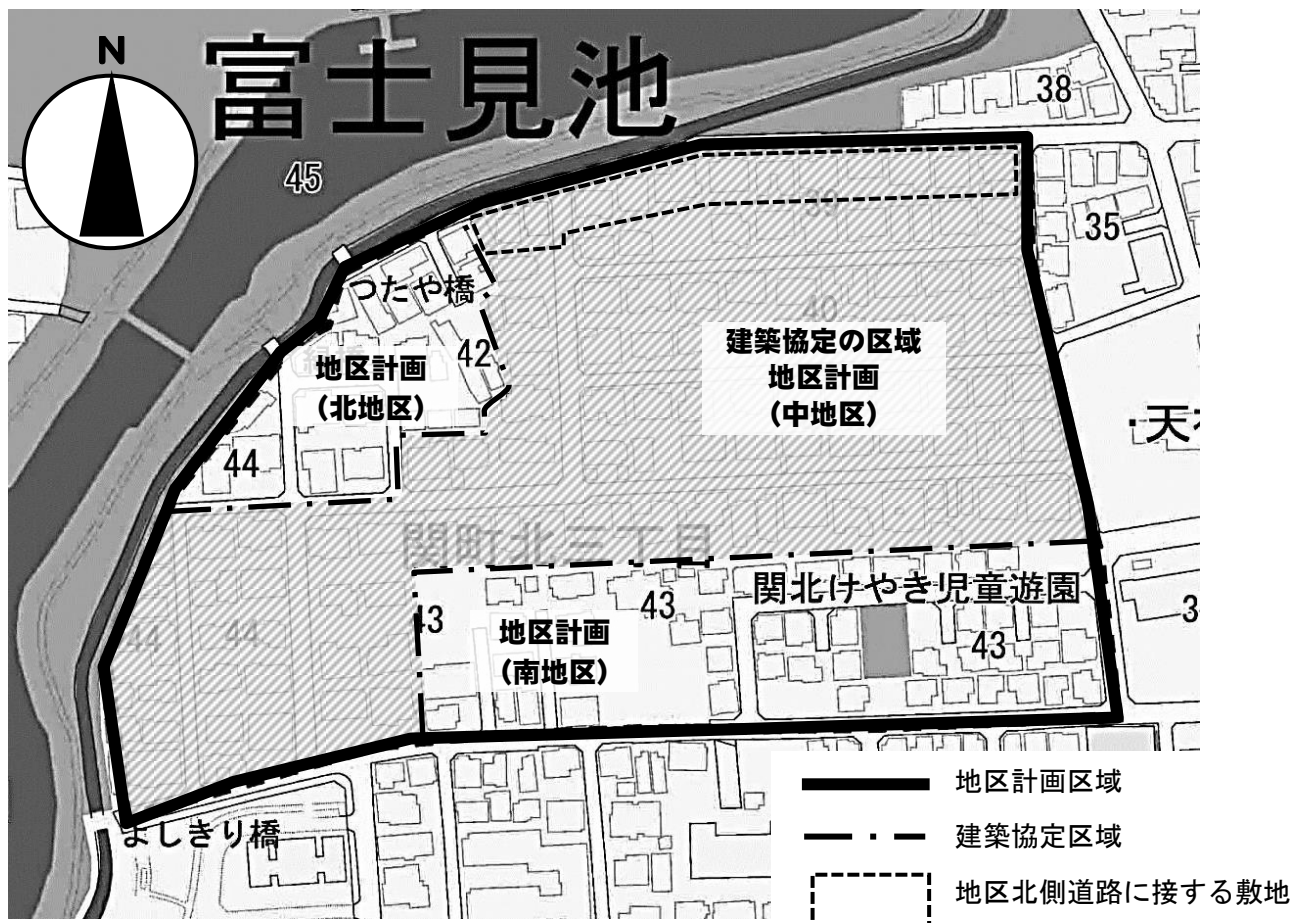 N
富士見池
45
38
35
39
つたや橋
40
42
建築協定の区域
地区計画
(中地区)
地区計画
(北地区)
・天
44
関町北三丁目
関北けやき児童遊園
43
43
3
地区計画
(南地区)
43
44
44
よしきり橋
地区計画区域
建築協定区域
地区北側道路に接する敷地